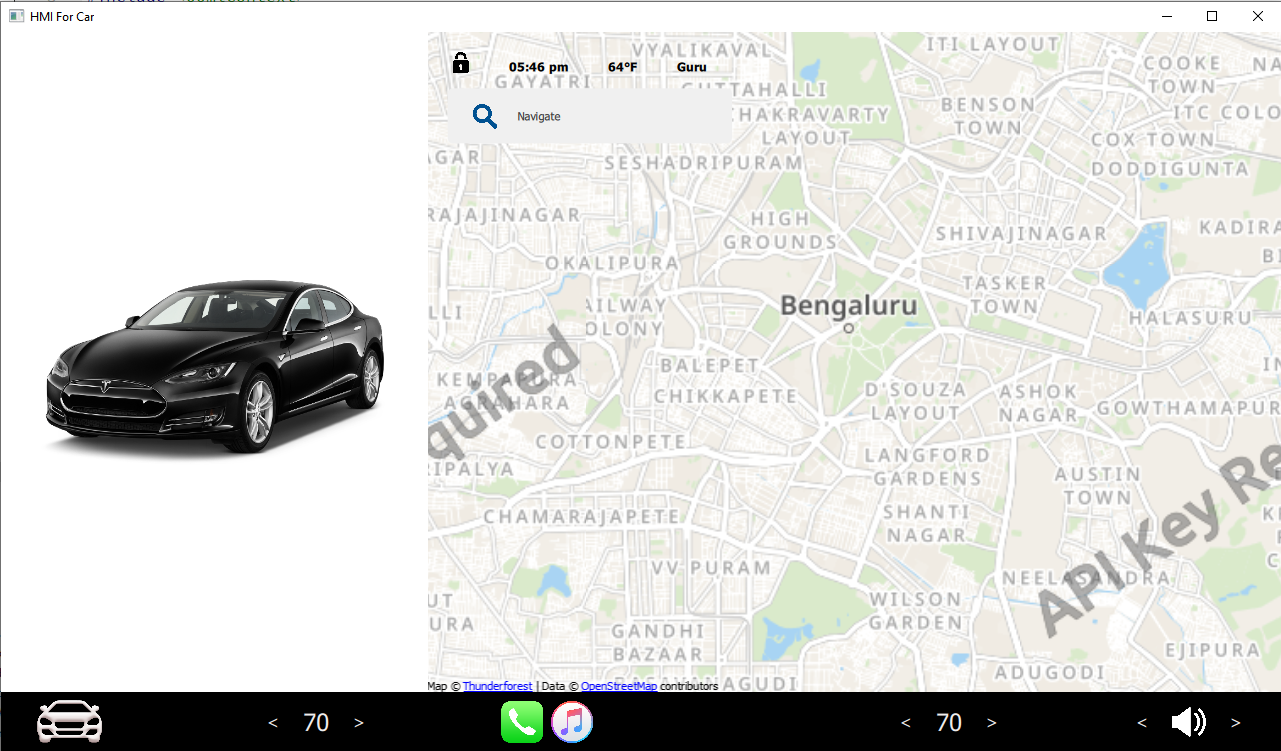 HMI For Car
05:46 pm 64°F Guru
Navigate
VYALIKAVAL
ITI LAYOUT
GAYATRI
COOKE
TOWN
GUTTAHALLI
BENSON
TOWN
ITC COLO
CHAKRAVARTY
LAYOUT
COX TOWN
AGAR
SESHADRIPURAM
DODDIGUNTA
RAJAJINAGAR
HIGH
GROUNDS
SHIVAJINAGAR
KADIRA
OKALIPURA
TASKER
TOWN
AILWAY
OLONY
Bengaluru
HALASURU
BALEPET
KEMPAPURA
AGRAHARA
CHIKKAPETE
D'SOUZA
LAYOUT
ASHOK
NAGAR
GOWTHAMAPUR
quired
COTTONPETE
RIPALYA
LANGFORD
GARDENS
AUSTIN
TOWN
CHAMARAJAPETE
SHANTI
NAGAR
API Key Re
VV PURAM
NEELASANDRA
WILSON
GARDEN
GANDHI
BAZAAR
EJIPURA
ADUGODI
BASAVANAGUDI
Map © Thunderforest | Data © OpenStreetMap contributors
< 70 > < 70 > < >